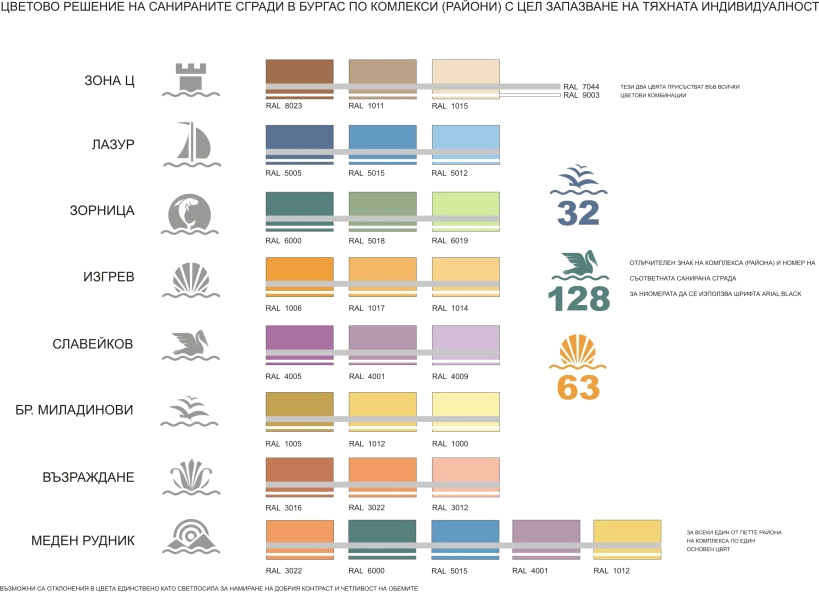 ЦВЕТОВО РЕШЕНИЕ НА САНИРАНИТЕ СГРАДИ В БУРГАС ПО КОМЛЕКСИ (РАЙОНИ) С ЦЕЛ ЗАПАЗВАНЕ НА ТЯХНАТА ИНДИВИДУАЛНОСТ
ЗОНА Ц
RAL 7044
RAL 9003
ТЕЗИ ДВА ЦВЯТА ПРИСЪСТВАТ ВЪВ ВСИЧКИ
ЦВЕТОВИ КОМБИНАЦИИ
RAL 8023 RAL 1011 RAL 1015
ЛАЗУР
RAL 5005 RAL 5015 RAL 5012
32
ЗОРНИЦА
RAL 6000 RAL 5018 RAL 6019
ОТЛИЧИТЕЛЕН ЗНАК НА КОМПЛЕКСА (РАЙОНА) И НОМЕР НА
СЪОТВЕТНАТА САНИРАНА СГРАДА
ЗА НИОМЕРАТА ДА СЕ ИЗПОЛЗВА ШРИФТА ARIAL BLACK
128
ИЗГРЕВ
RAL 1006 RAL 1017 RAL 1014
СЛАВЕЙКОВ
RAL 4005 RAL 4001 RAL 4009
63
БР. МИЛАДИНОВИ
RAL 1005 RAL 1012 RAL 1000
ВЪЗРАЖДАНЕ
RAL 3016 RAL 3022 RAL 3012
МЕДЕН РУДНИК
ЗА ВСЕКИ ЕДИН ОТ ПЕТТЕ РАЙОНА
НА КОМПЛЕКСА ПО ЕДИН
ОСНОВЕН ЦВЯТ
RAL 3022 RAL 6000 RAL 5015 RAL 4001 RAL 1012
ВЪЗМОЖНИ СА ОТКЛОНЕНИЯ В ЦВЕТА ЕДИНСТВЕНО КАТО СВЕТЛОСИЛА ЗА НАМИРАНЕ НА ДОБРИЯ КОНТРАСТ И ЧЕТЛИВОСТ НА ОБЕМИТЕ